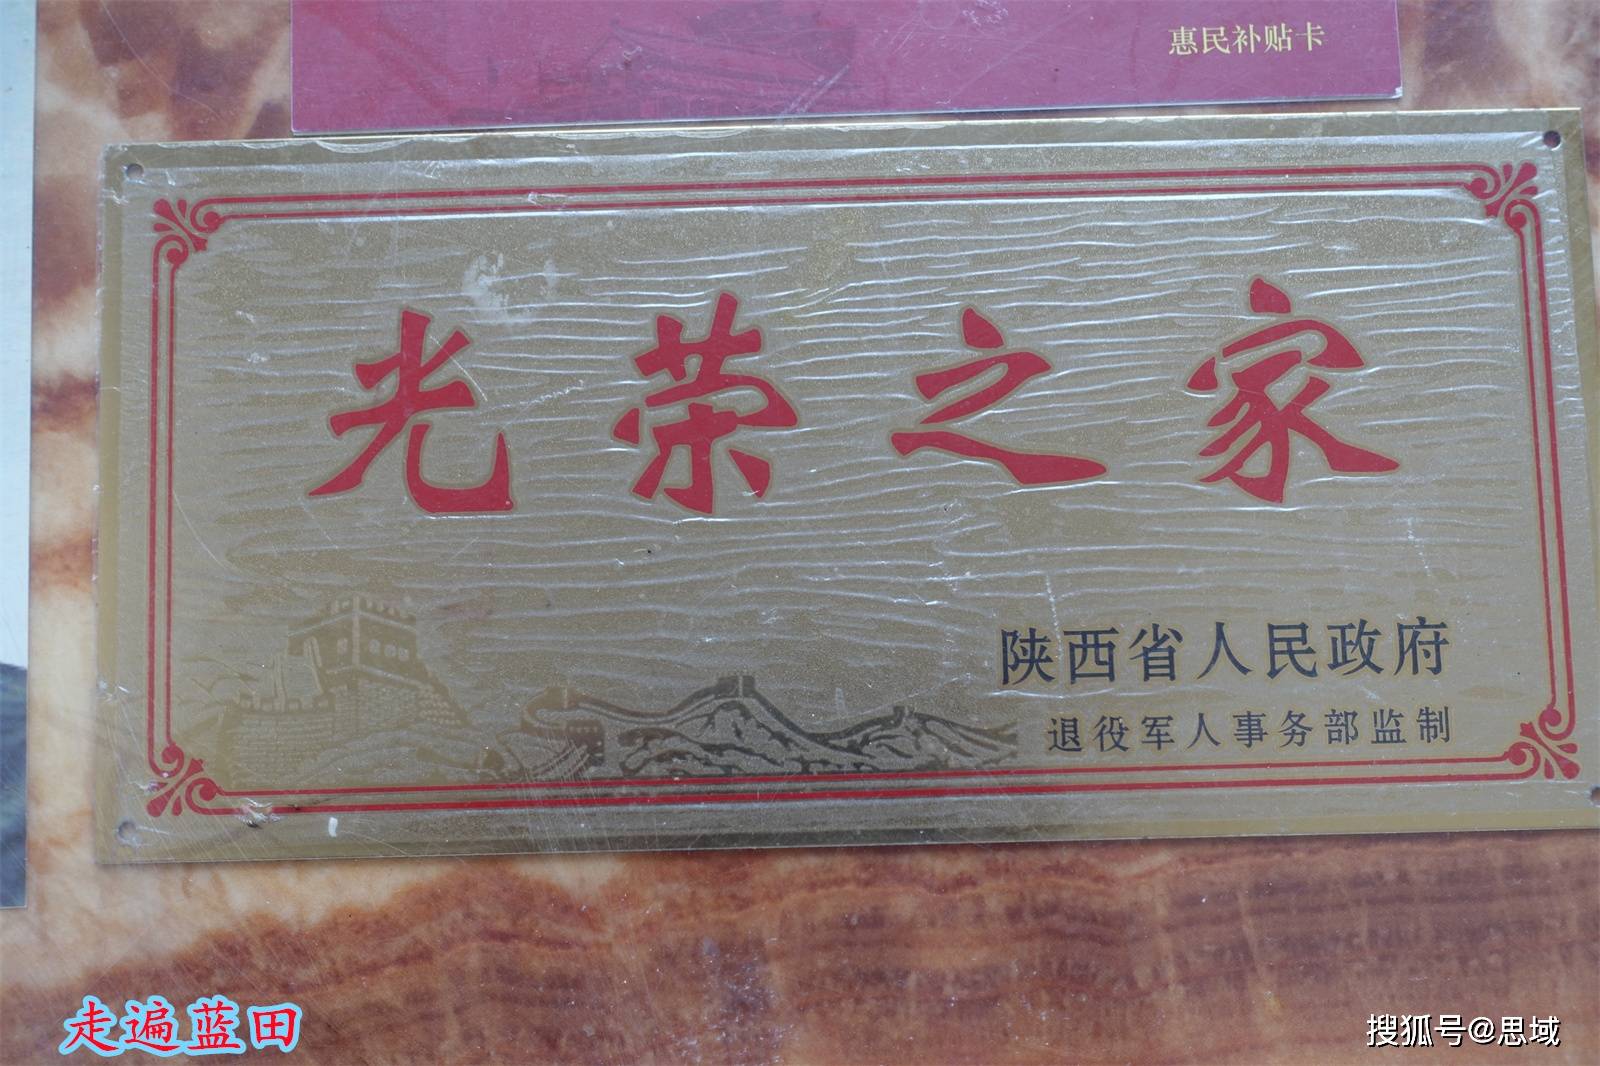 惠民补贴卡
光荣之家
陕西省人民政府
退役军人事务部监制
走遍蓝田
搜狐号@思域